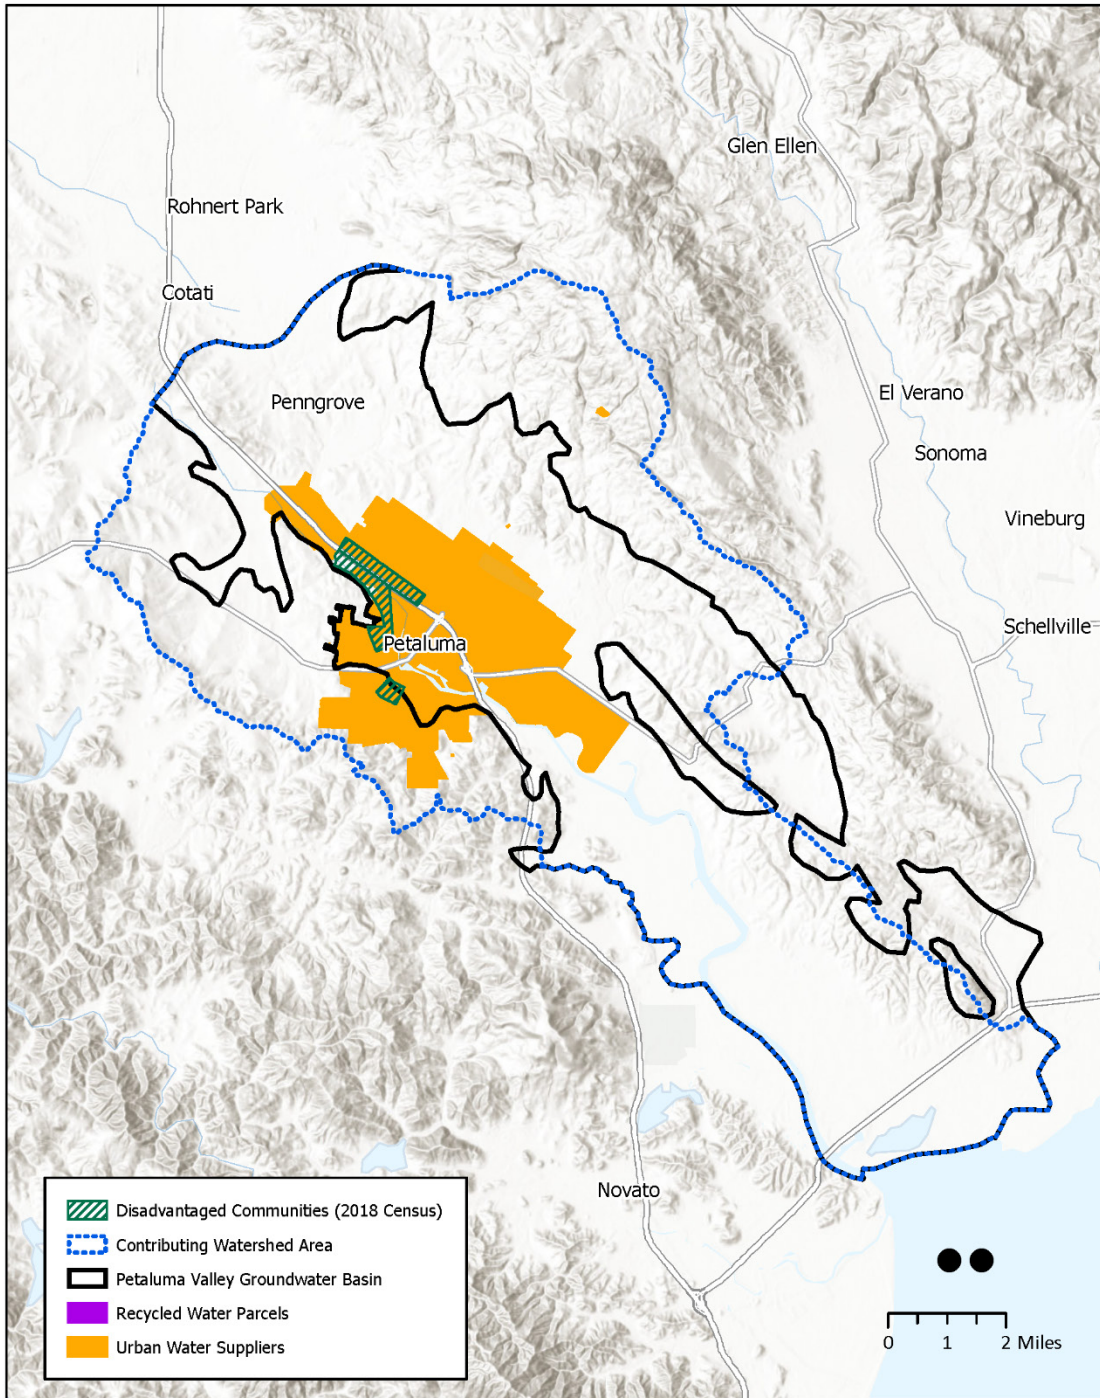 Glen Ellen
Rohnert Park
Cotati
El Verano
Penngrove
Sonoma
Vineburg
Schellville
Petaluma
Novato
Disadvantaged Communities (2018 Census)
Contributing Watershed Area
Petaluma Valley Groundwater Basin
Recycled Water Parcels
Urban Water Suppliers
0 1 2 Miles